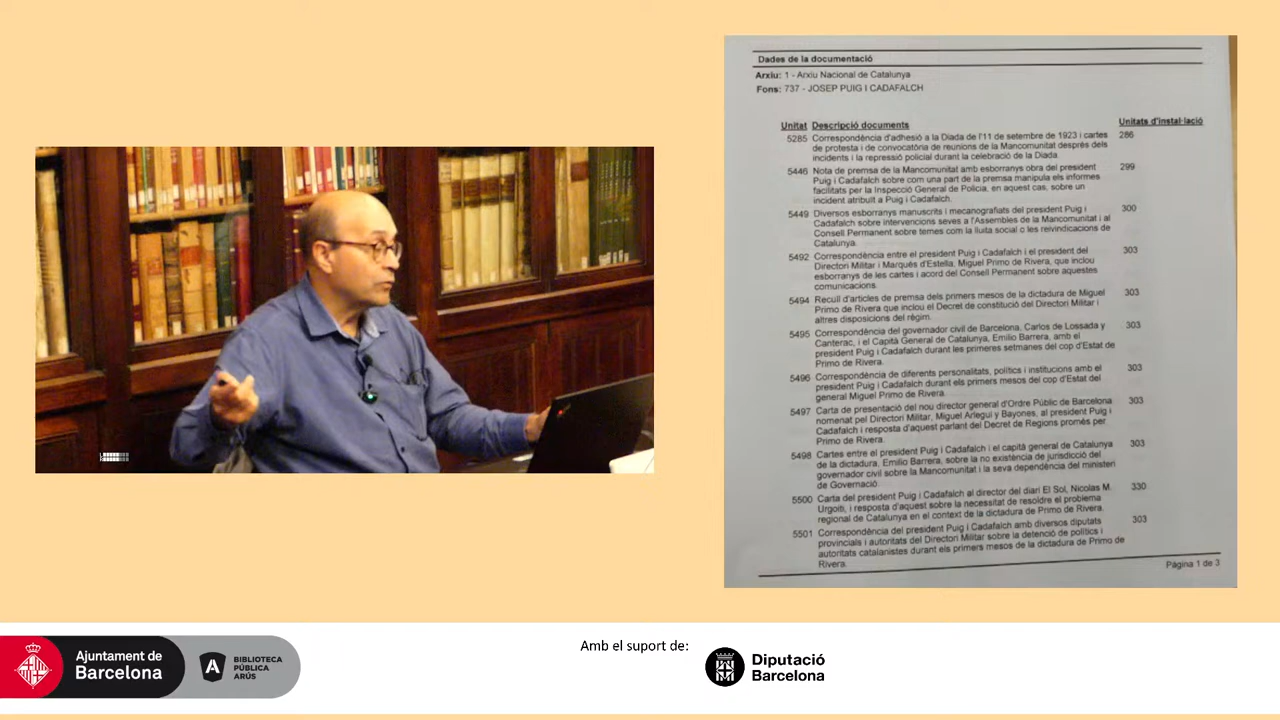 Dades de la documentació
Arxiu: 1 - Arxiu Nacional de Catalunya
Fons: 737 - JOSEP PUIG I CADAFALCH
Unitat Descripció documents Unitats d'instal·lació
5285 Correspondència d'adhesió a la Diada de l'11 de setembre de 1923 i cartes 286
de protesta i de convocatòria de reunions de la Mancomunitat després dels
incidents i la repressió policial durant la celebració de la Diada.
5446 Nota de premsa de la Mancomunitat amb esborranys obra del president 299
Puig i Cadafalch sobre com una part de la premsa manipula els informes
facilitats per la Inspecció General de Policia, en aquest cas, sobre un
incident atribuït a Puig i Cadafalch.
5449 Diversos esborranys manuscrits i mecanografiats del president Puig i 300
Cadafalch sobre intervencions seves a l'Assemblea de la Mancomunitat i al
Consell Permanent sobre temes com la lluita social o les reivindicacions de
Catalunya.
5492 Correspondència entre el president Puig i Cadafalch i el president del 303
Directori Militar i Marquès d'Estella, Miguel Primo de Rivera, que inclou
esborranys de les cartes i acord del Consell Permanent sobre aquestes
comunicacions.
5494 Recull d'articles de premsa dels primers mesos de la dictadura de Miguel 303
Primo de Rivera que inclou el Decret de constitució del Directori Militar i
altres disposicions del règim.
5495 Correspondència del governador civil de Barcelona, Carlos de Lossada y 303
Canterac, i el Capità General de Catalunya, Emilio Barrera, amb el
president Puig i Cadafalch durant les primeres setmanes del cop d'Estat de
Primo de Rivera.
5496 Correspondència de diferents personalitats, polítics i institucions amb el 303
president Puig i Cadafalch durant els primers mesos del cop d'Estat del
general Miguel Primo de Rivera.
5497 Carta de presentació del nou director general d'Ordre Públic de Barcelona 303
nomenat pel Directori Militar, Miguel Arlegui y Bayones, al president Puig i
Cadafalch i resposta d'aquest parlant del Decret de Regions promès per
Primo de Rivera.
5498 Cartes entre el president Puig i Cadafalch i el capità general de Catalunya 303
de la dictadura, Emilio Barrera, sobre la no existència de jurisdicció del
governador civil sobre la Mancomunitat i la seva dependència del ministeri
de Governació.
5500 Carta del president Puig i Cadafalch al director del diari El Sol, Nicolas M. 330
Urgoiti, i resposta d'aquest sobre la necessitat de resoldre el problema
regional de Catalunya en el context de la dictadura de Primo de Rivera.
5501 Correspondència del president Puig i Cadafalch amb diversos diputats 303
provincials i autoritats del Directori Militar sobre la detenció de polítics i
autoritats catalanistes durant els primers mesos de la dictadura de Primo de
Rivera.
Pàgina 1 de 3
Ajuntament de
Barcelona
A
BIBLIOTECA
PÚBLICA
ARÚS
Amb el suport de:
Diputació
Barcelona